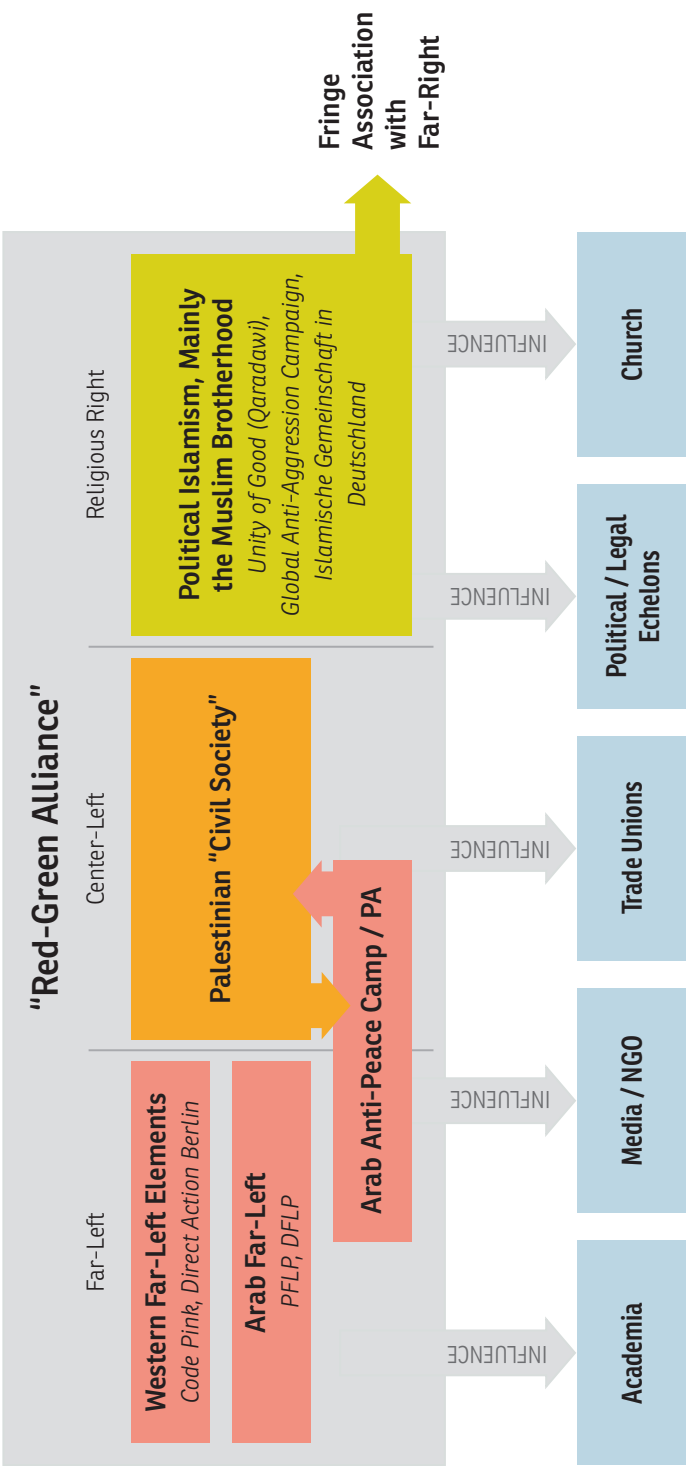 "Red-Green Alliance"
Far-Left
Center-Left
Religious Right
Western Far-Left Elements
Code Pink, Direct Action Berlin
Arab Far-Left
PFLP, DFLP
Palestinian "Civil Society"
Arab Anti-Peace Camp / PA
Political Islamism, Mainly
the Muslim Brotherhood
Unity of Good (Qaradawi),
Global Anti-Aggression Campaign,
Islamische Gemeinschaft in
Deutschland
Fringe
Association
with
Far-Right
INFLUENCE
INFLUENCE
INFLUENCE
INFLUENCE
INFLUENCE
Academia
Media / NGO
Trade Unions
Political / Legal
Echelons
Church